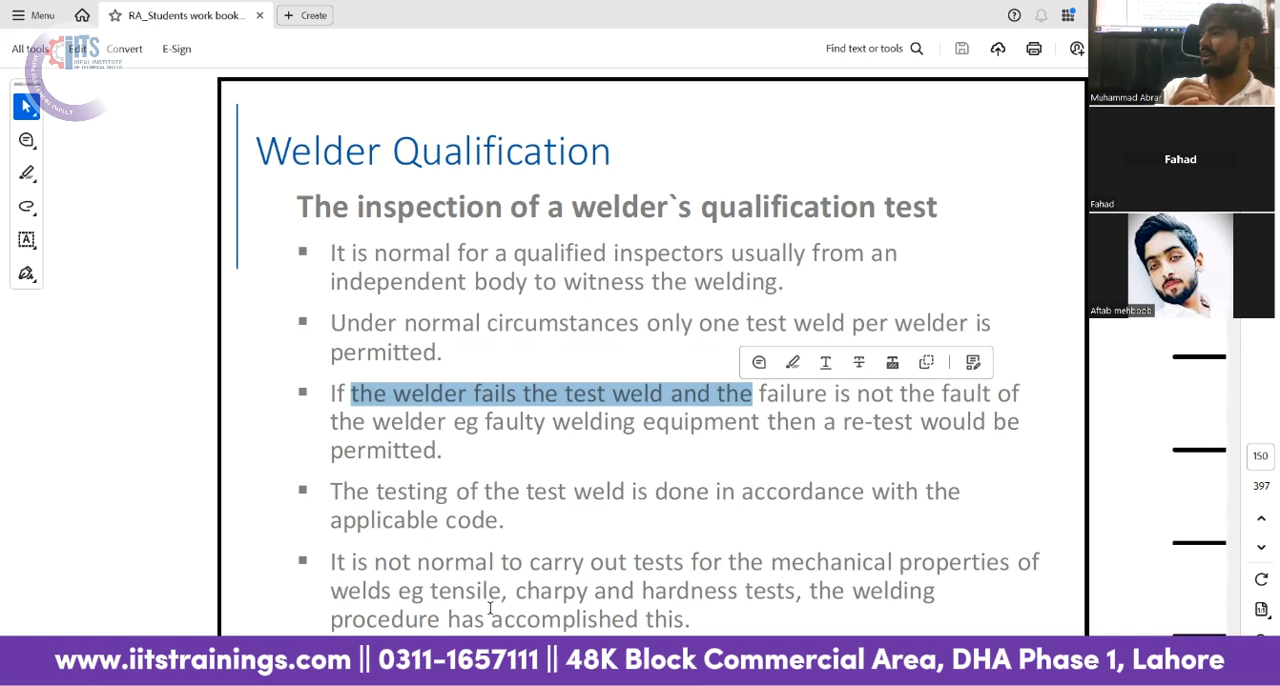 Menu
RA_Students work book...
Create
All tools Edit Convert E-Sign
Find text or tools
IITS
IDEAL INSTITUTE
Welder Qualification
The inspection of a welder`s qualification test
It is normal for a qualified inspectors usually from an
independent body to witness the welding.
Under normal circumstances only one test weld per welder is
permitted.
If the welder fails the test weld and the failure is not the fault of
the welder eg faulty welding equipment then a re-test would be
permitted.
The testing of the test weld is done in accordance with the
applicable code.
It is not normal to carry out tests for the mechanical properties of
welds eg tensile, charpy and hardness tests, the welding
procedure has accomplished this.
Muhammad Abrar
Fahad
Fahad
Aftab mehboob
150
397
www.iitstrainings.com || 0311-1657111 || 48K Block Commercial Area, DHA Phase 1, Lahore